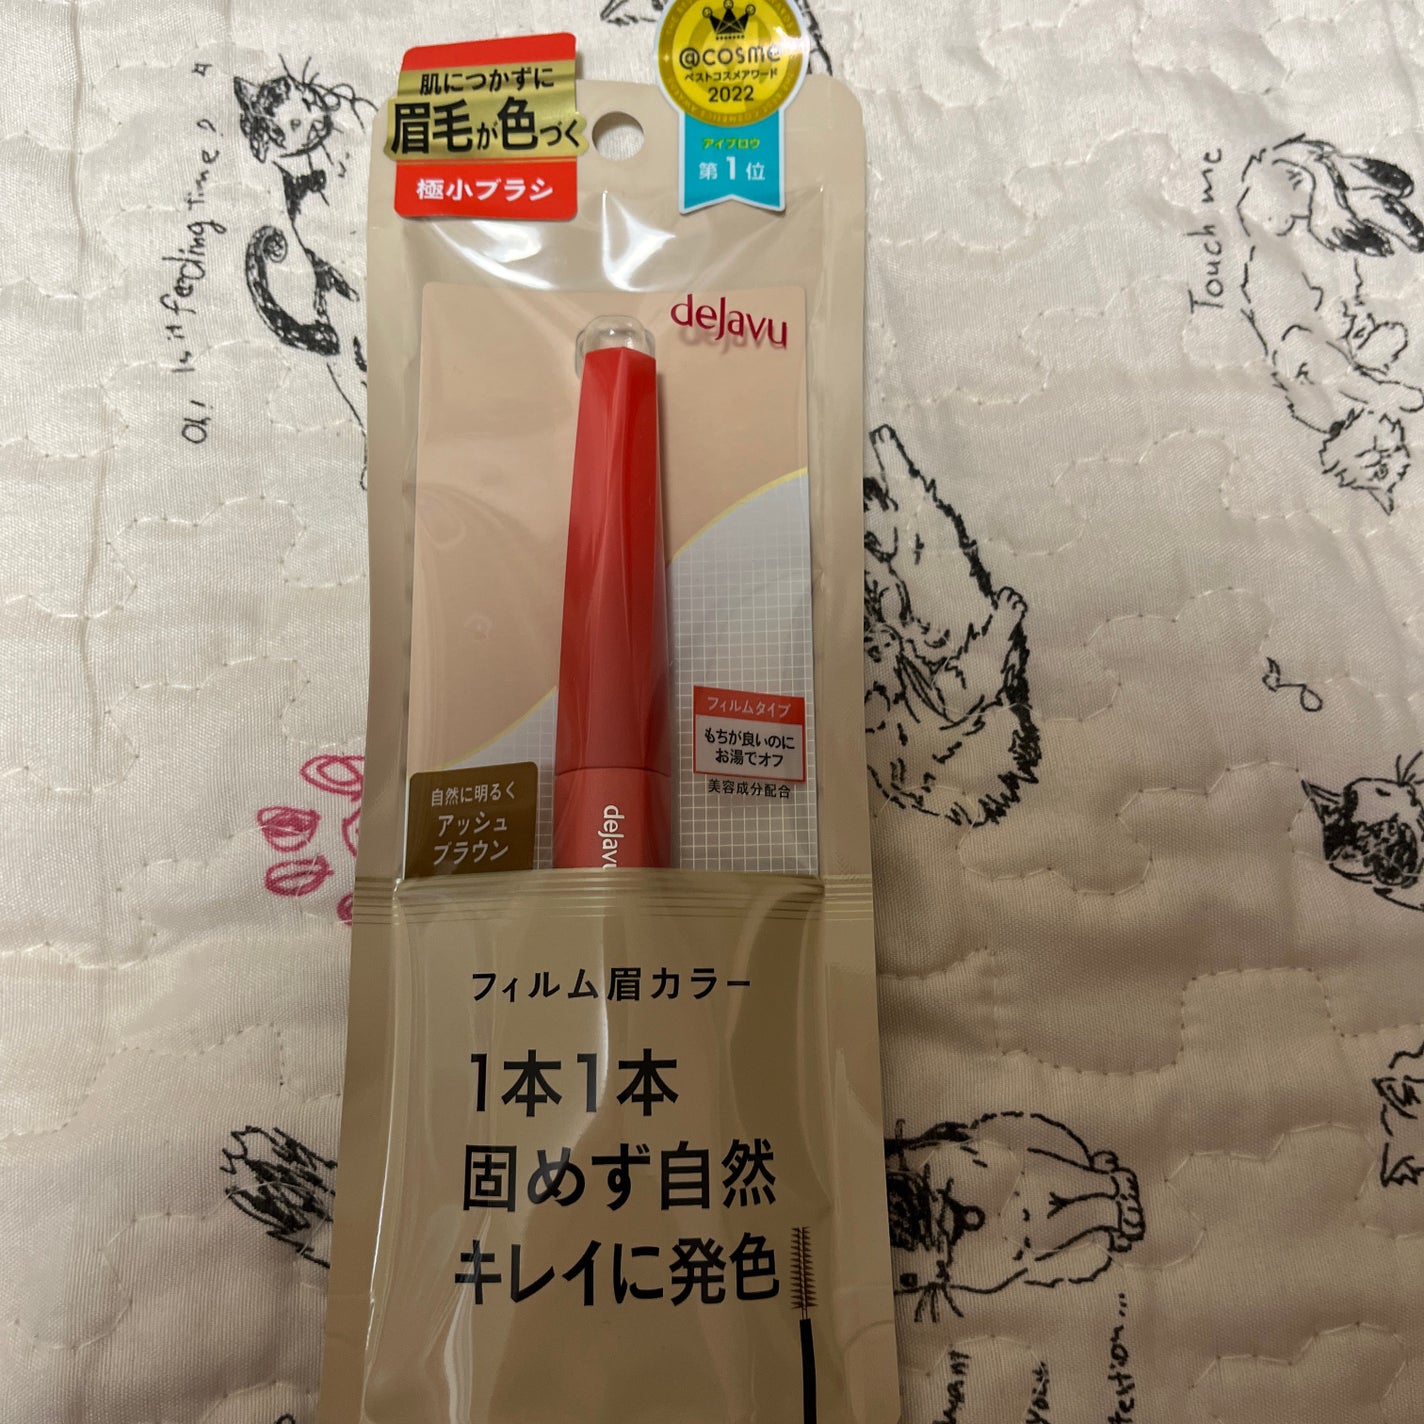 肌につかずに
眉毛が色づく
極小ブラシ
@cosme
ベストコスメアワード
2022
アイブロウ
第1位
dejavu
フィルムタイプ
もちが良いのに
お湯でオフ
美容成分配合
自然に明るく
アッシュ
ブラウン
dejavu
フィルム眉カラー
1本1本
固めず自然
キレイに発色
Oh! Is it feeding time?
Touch me